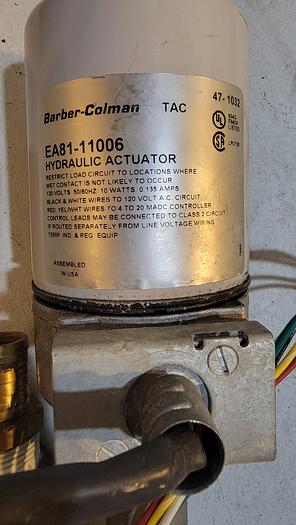 Barber-Colman TAC 47-1032
EA81-11006
HYDRAULIC ACTUATOR
RESTRICT LOAD CIRCUIT TO LOCATIONS WHERE
WET CONTACT IS NOT LIKELY TO OCCUR
120 VOLTS 50/60HZ 10 WATTS 0.135 AMPS
BLACK & WHITE WIRES TO 120 VOLT A.C. CIRCUIT
RED, YEL/WHT WIRES TO 4 TO 20 MADC CONTROLLER
CONTROL LEADS MAY BE CONNECTED TO CLASS 2 CIRCUIT
IF ROUTED SEPARATELY FROM LINE VOLTAGE WIRING
TEMP. IND. & REG. EQUIP.
UL
LISTED
ASSEMBLED
IN USA